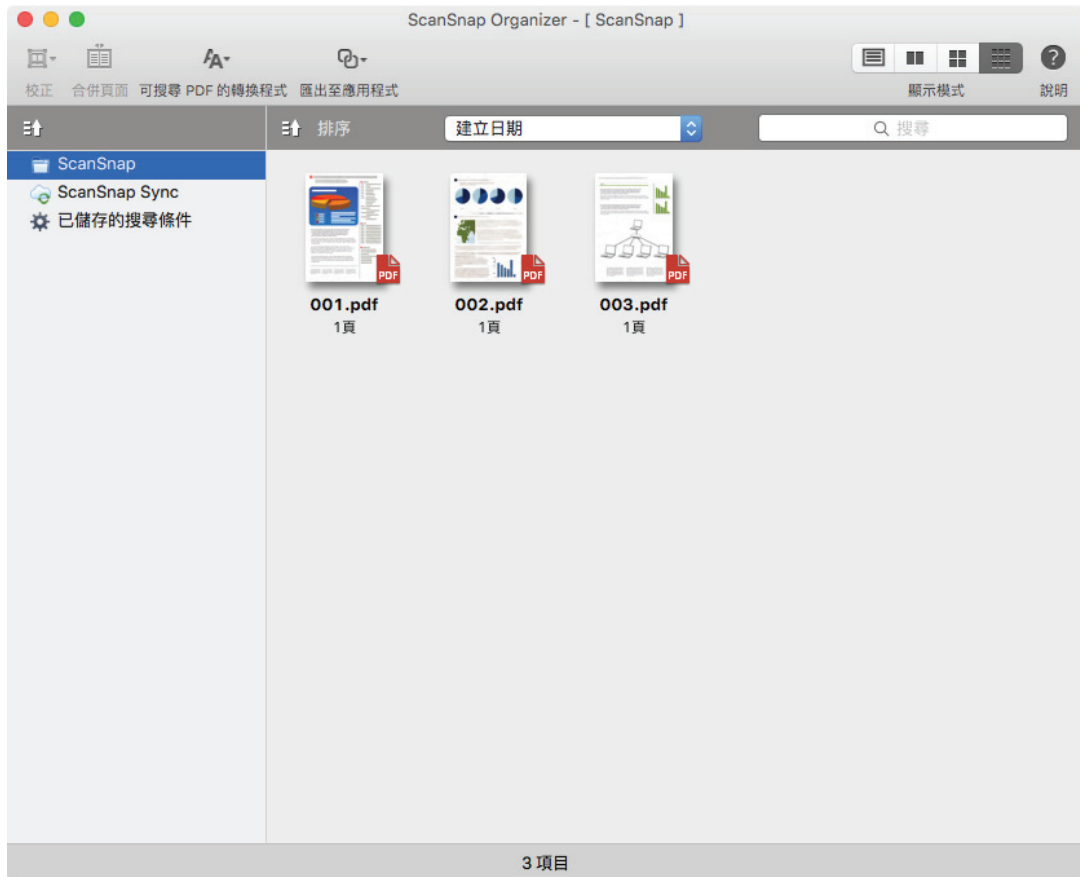 ScanSnap Organizer - [ ScanSnap ]
校正 合併頁面 可搜尋 PDF 的轉換程式 匯出至應用程式 顯示模式 說明
排序 建立日期 搜尋
ScanSnap
ScanSnap Sync
已儲存的搜尋條件
PDF PDF PDF
001.pdf 002.pdf 003.pdf
1頁 1頁 1頁
3 項目